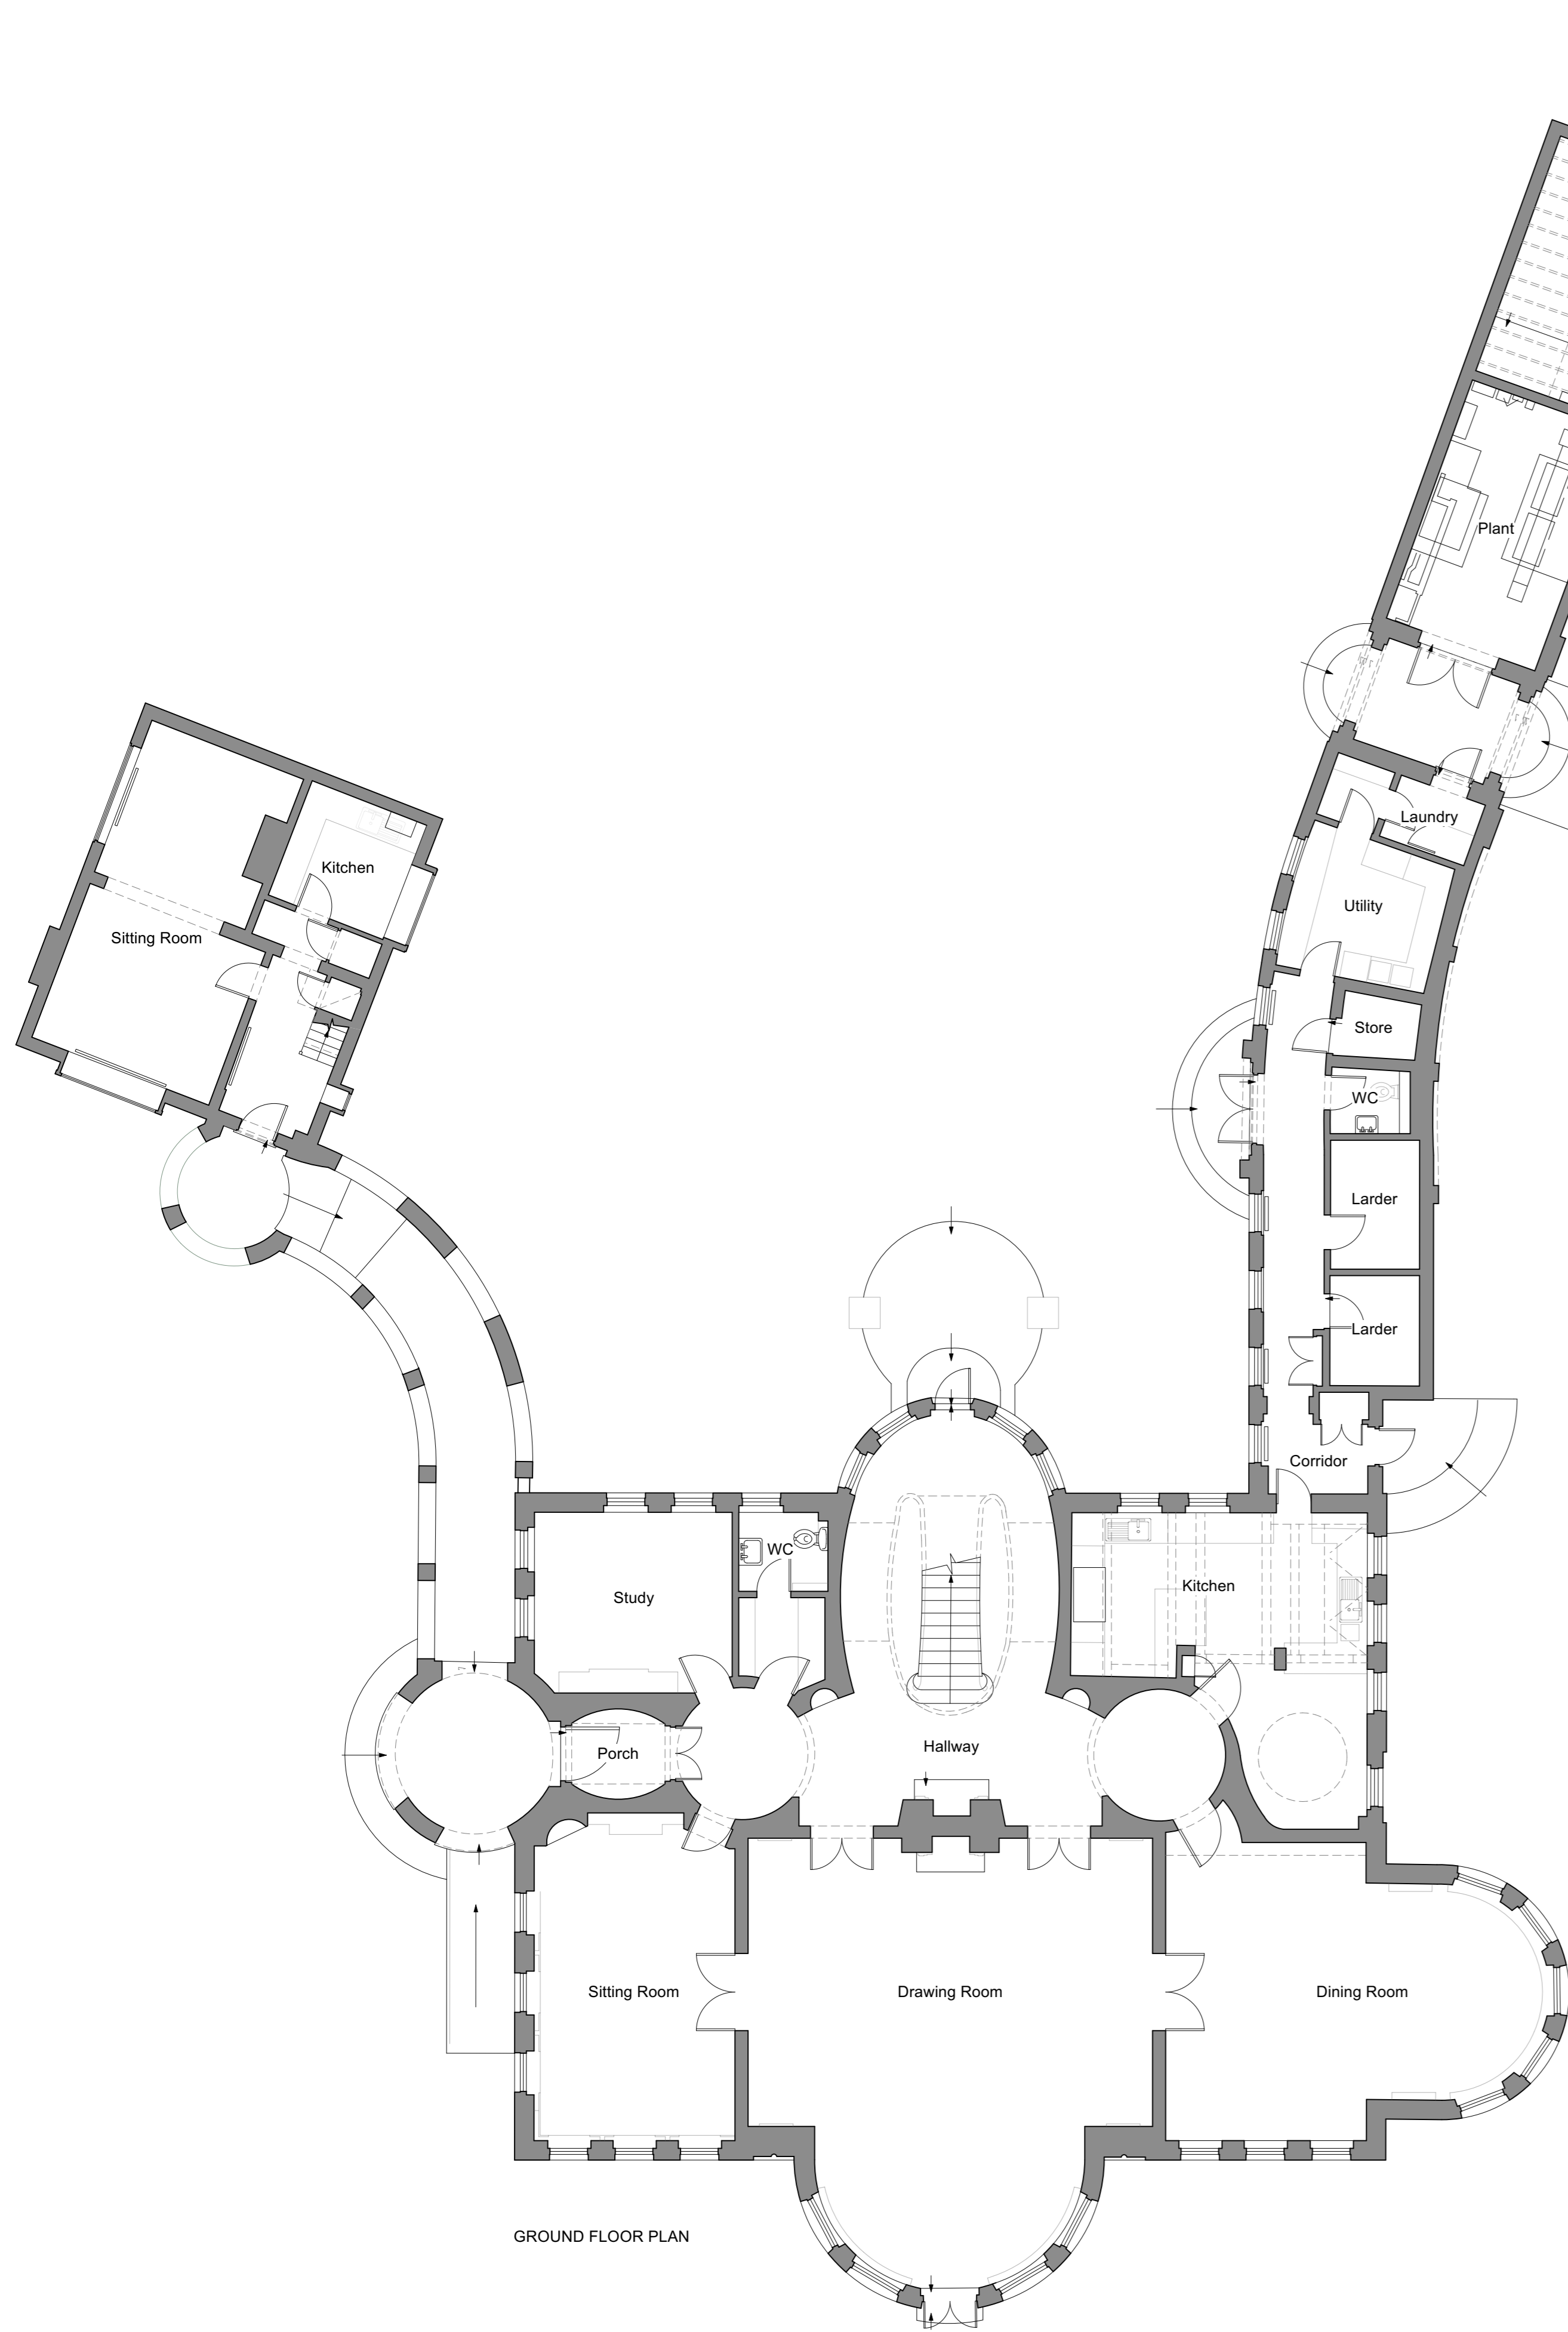 Plant
Laundry
Kitchen
Utility
Sitting Room
Store
WC
Larder
Larder
Corridor
WC
Kitchen
Study
Hallway
Porch
Sitting Room
Drawing Room
Dining Room
GROUND FLOOR PLAN